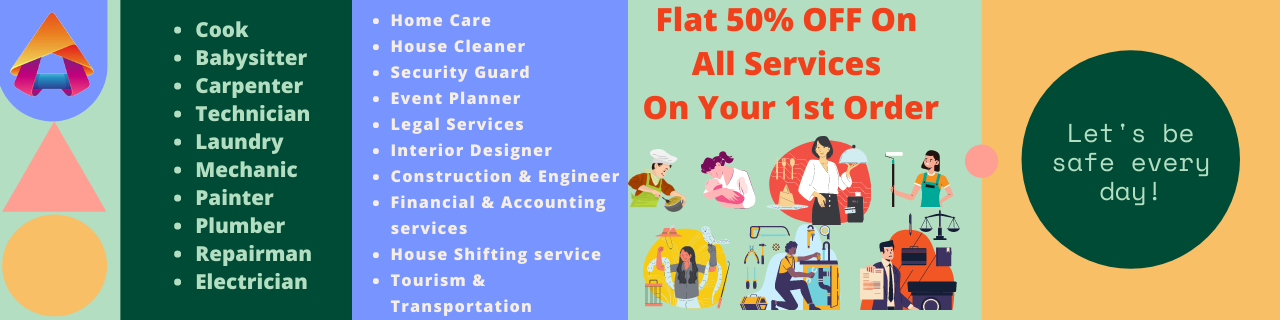 Cook
Babysitter
Carpenter
Technician
Laundry
Mechanic
Painter
Plumber
Repairman
Electrician
Home Care
House Cleaner
Security Guard
Event Planner
Legal Services
Interior Designer
Construction & Engineer
Financial & Accounting
services
House Shifting service
Tourism &
Transportation
Flat 50% OFF On
All Services
On Your 1st Order
Let's be
safe every
day!